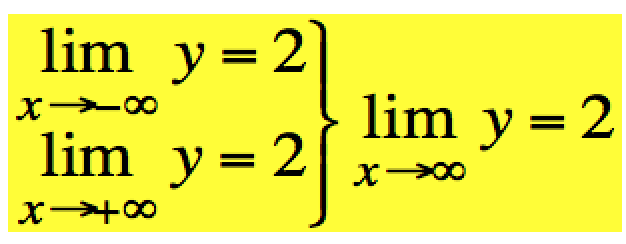 lim y = 2
x→−∞
lim y = 2
x→+∞
} lim y = 2
x→∞